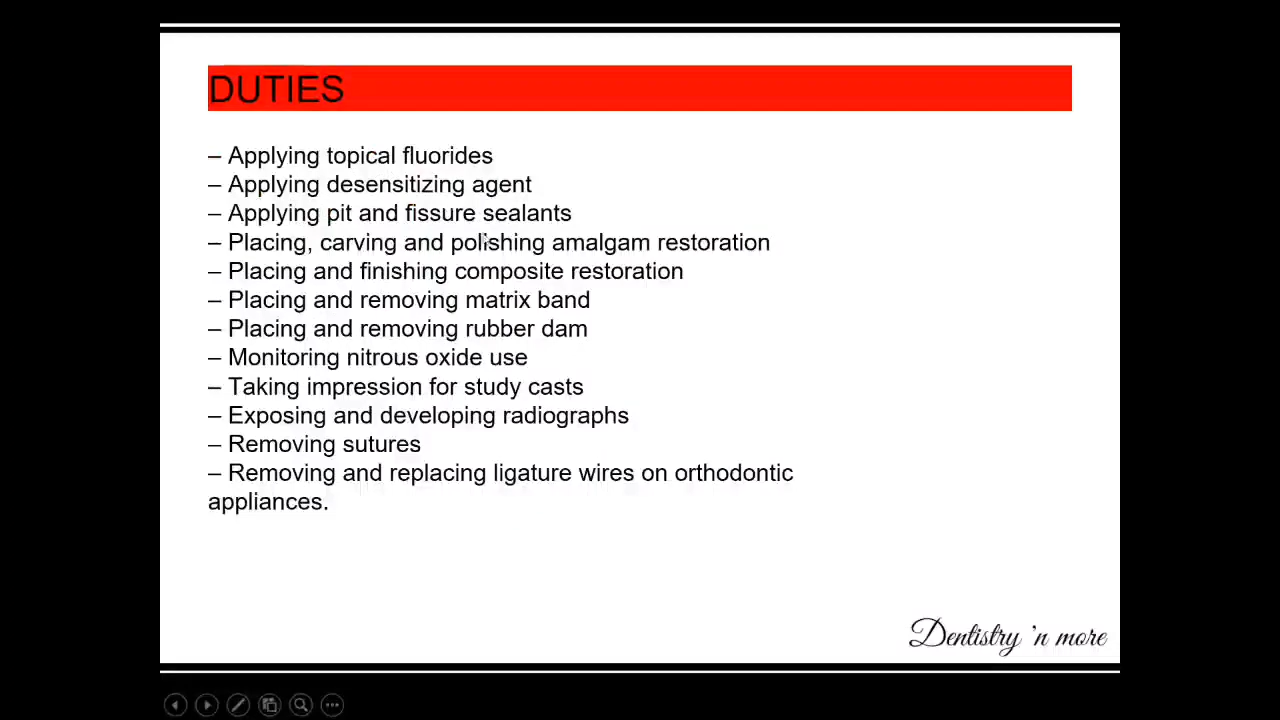 DUTIES
– Applying topical fluorides
– Applying desensitizing agent
– Applying pit and fissure sealants
– Placing, carving and polishing amalgam restoration
– Placing and finishing composite restoration
– Placing and removing matrix band
– Placing and removing rubber dam
– Monitoring nitrous oxide use
– Taking impression for study casts
– Exposing and developing radiographs
– Removing sutures
– Removing and replacing ligature wires on orthodontic
appliances.
Dentistry 'n more